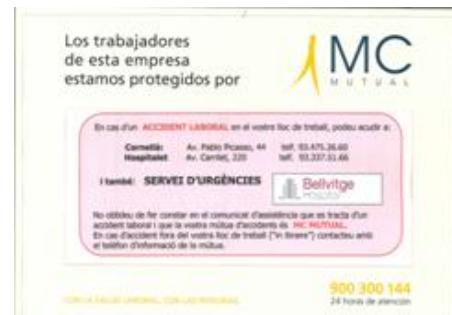 Los trabajadores
de esta empresa
estamos protegidos por
MC
MUTUAL
En cas d'un ACCIDENT LABORAL en el vostre lloc de treball, podeu acudir a:
Cornellà: Av. Pablo Picasso, 44 telf. 93.475.26.60
Hospitalet Av. Carrilet, 220 telf. 93.337.51.66
I també: SERVEI D'URGÈNCIES
Bellvitge
Hospital
No oblideu de fer constar en el comunicat d'assistència que es tracta d'un
accident laboral i que la vostra mútua d'accidents és MC MUTUAL.
En cas d'accident fora del vostre lloc de treball ("in itinere") contacteu amb
el telèfon d'informació de la mútua.
CON LA SALUD LABORAL, CON LAS PERSONAS
900 300 144
24 horas de atención